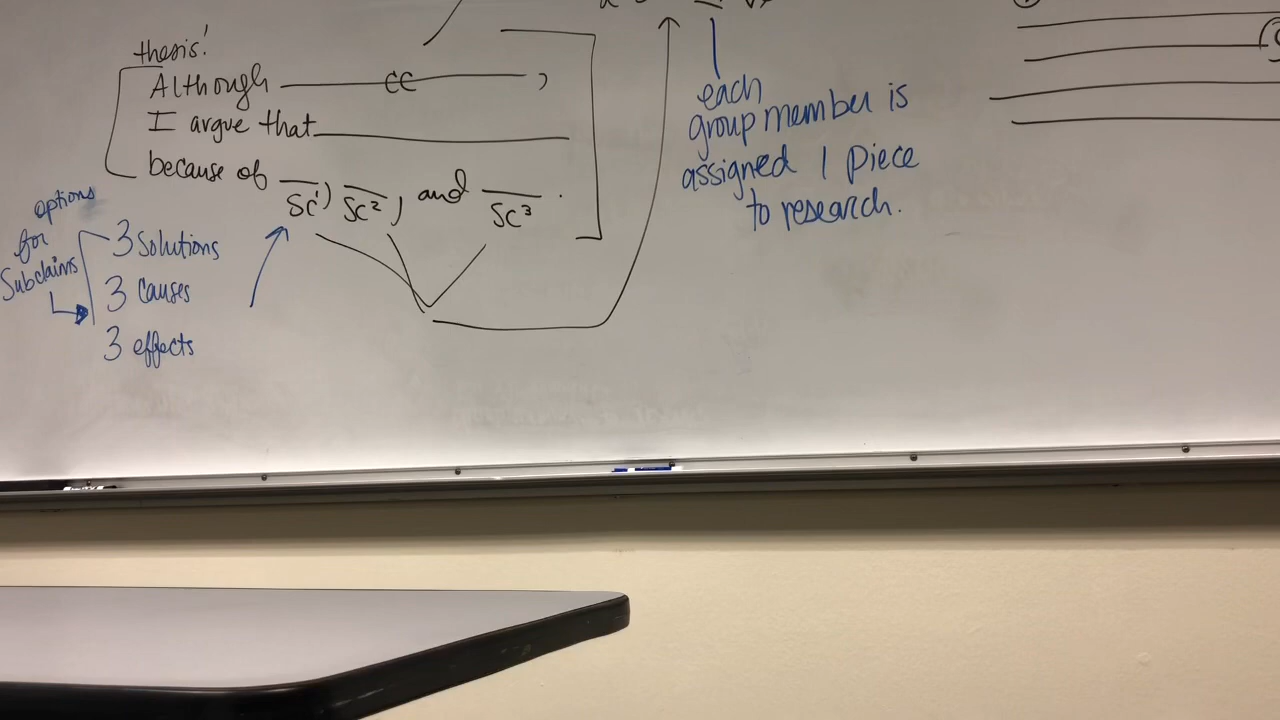 thesis!
Although CC ,
I argue that
because of SC1, SC2, and SC3.
options
for
Subclaims
3 Solutions
3 Causes
3 effects
each
group member is
assigned 1 piece
to research.